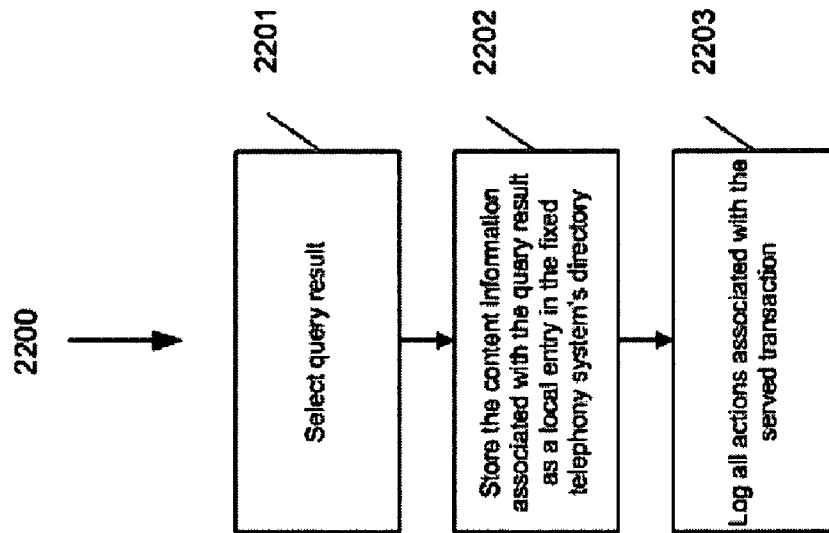 2200
2201
Select query result
2202
Store the content information
associated with the query result
as a local entry in the fixed
telephony system's directory
2203
Log all actions associated with the
served transaction